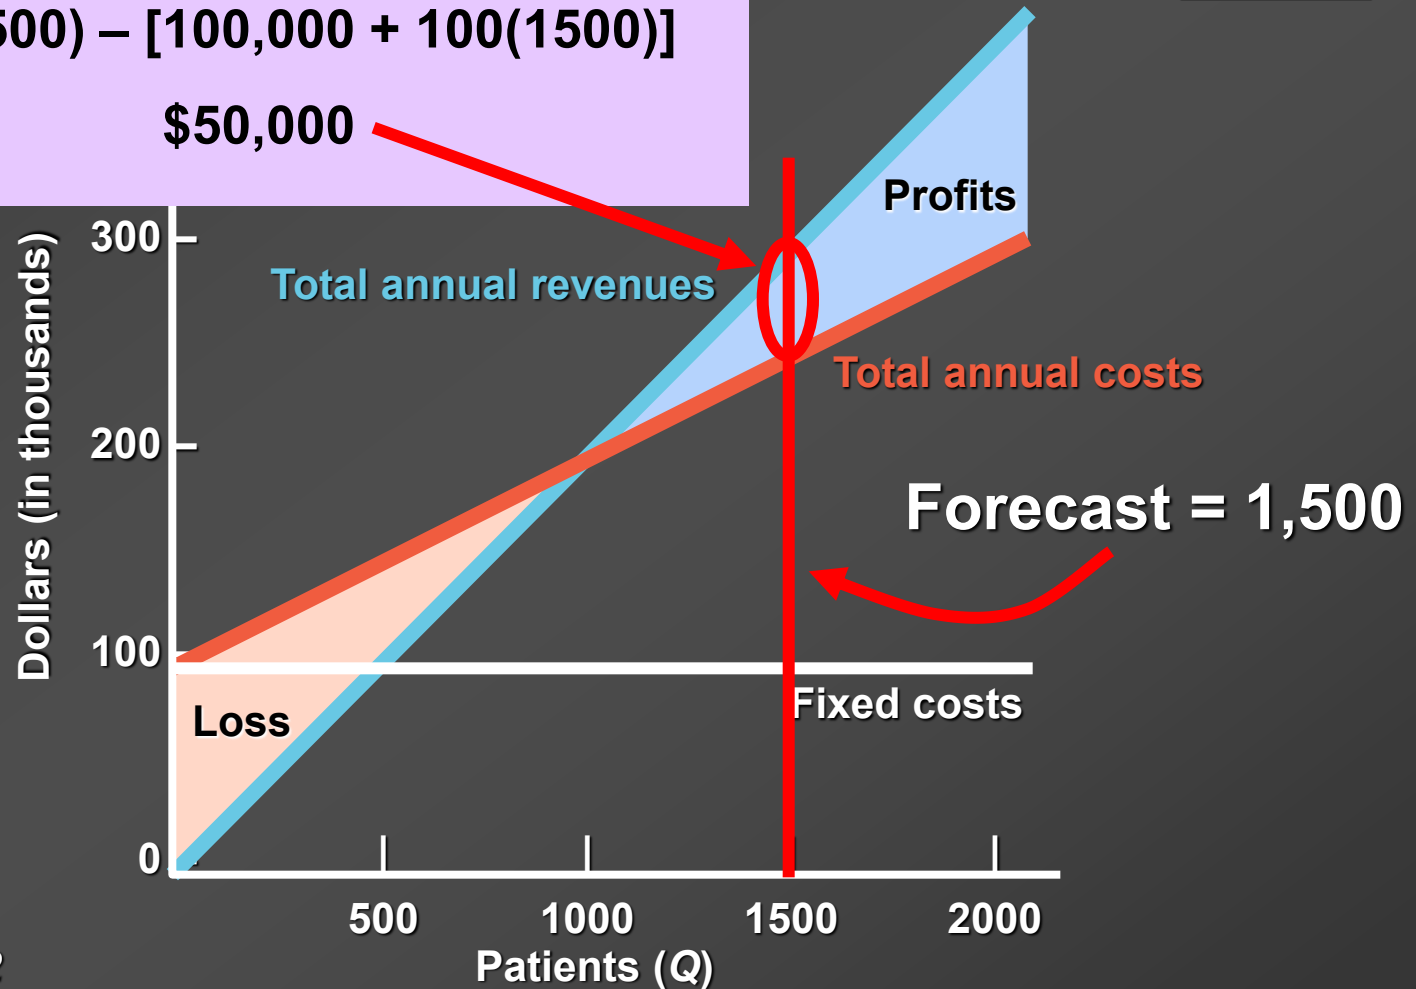 500) – [100,000 + 100(1500)]
$50,000
Profits
300
Total annual revenues
Total annual costs
200
Dollars (in thousands)
Forecast = 1,500
100
Fixed costs
Loss
0
500 1000 1500 2000
Patients (Q)